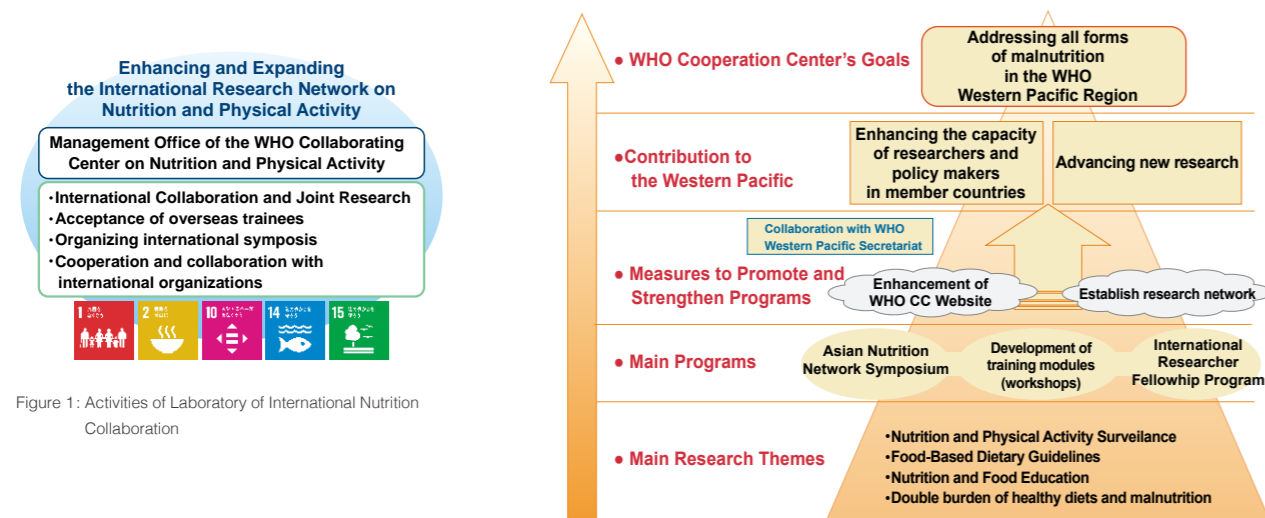 Enhancing and Expanding
the International Research Network on
Nutrition and Physical Activity
Management Office of the WHO Collaborating
Center on Nutrition and Physical Activity
・International Collaboration and Joint Research
・Acceptance of overseas trainees
・Organizing international symposis
・Cooperation and collaboration with
international organizations
1
2
10
14
15
Figure 1: Activities of Laboratory of International Nutrition
Collaboration
● WHO Cooperation Center's Goals
Addressing all forms
of malnutrition
in the WHO
Western Pacific Region
●Contribution to
the Western Pacific
Enhancing the capacity
of researchers and
policy makers
in member countries
Advancing new research
Collaboration with WHO
Western Pacific Secretariat
● Measures to Promote and
Strengthen Programs
Enhancement of
WHO CC Website
Establish research network
● Main Programs
Asian Nutrition
Network Symposium
Development of
training modules
(workshops)
International
Researcher
Fellowhip Program
● Main Research Themes
・Nutrition and Physical Activity Surveilance
・Food-Based Dietary Guidelines
・Nutrition and Food Education
・Double burden of healthy diets and malnutrition